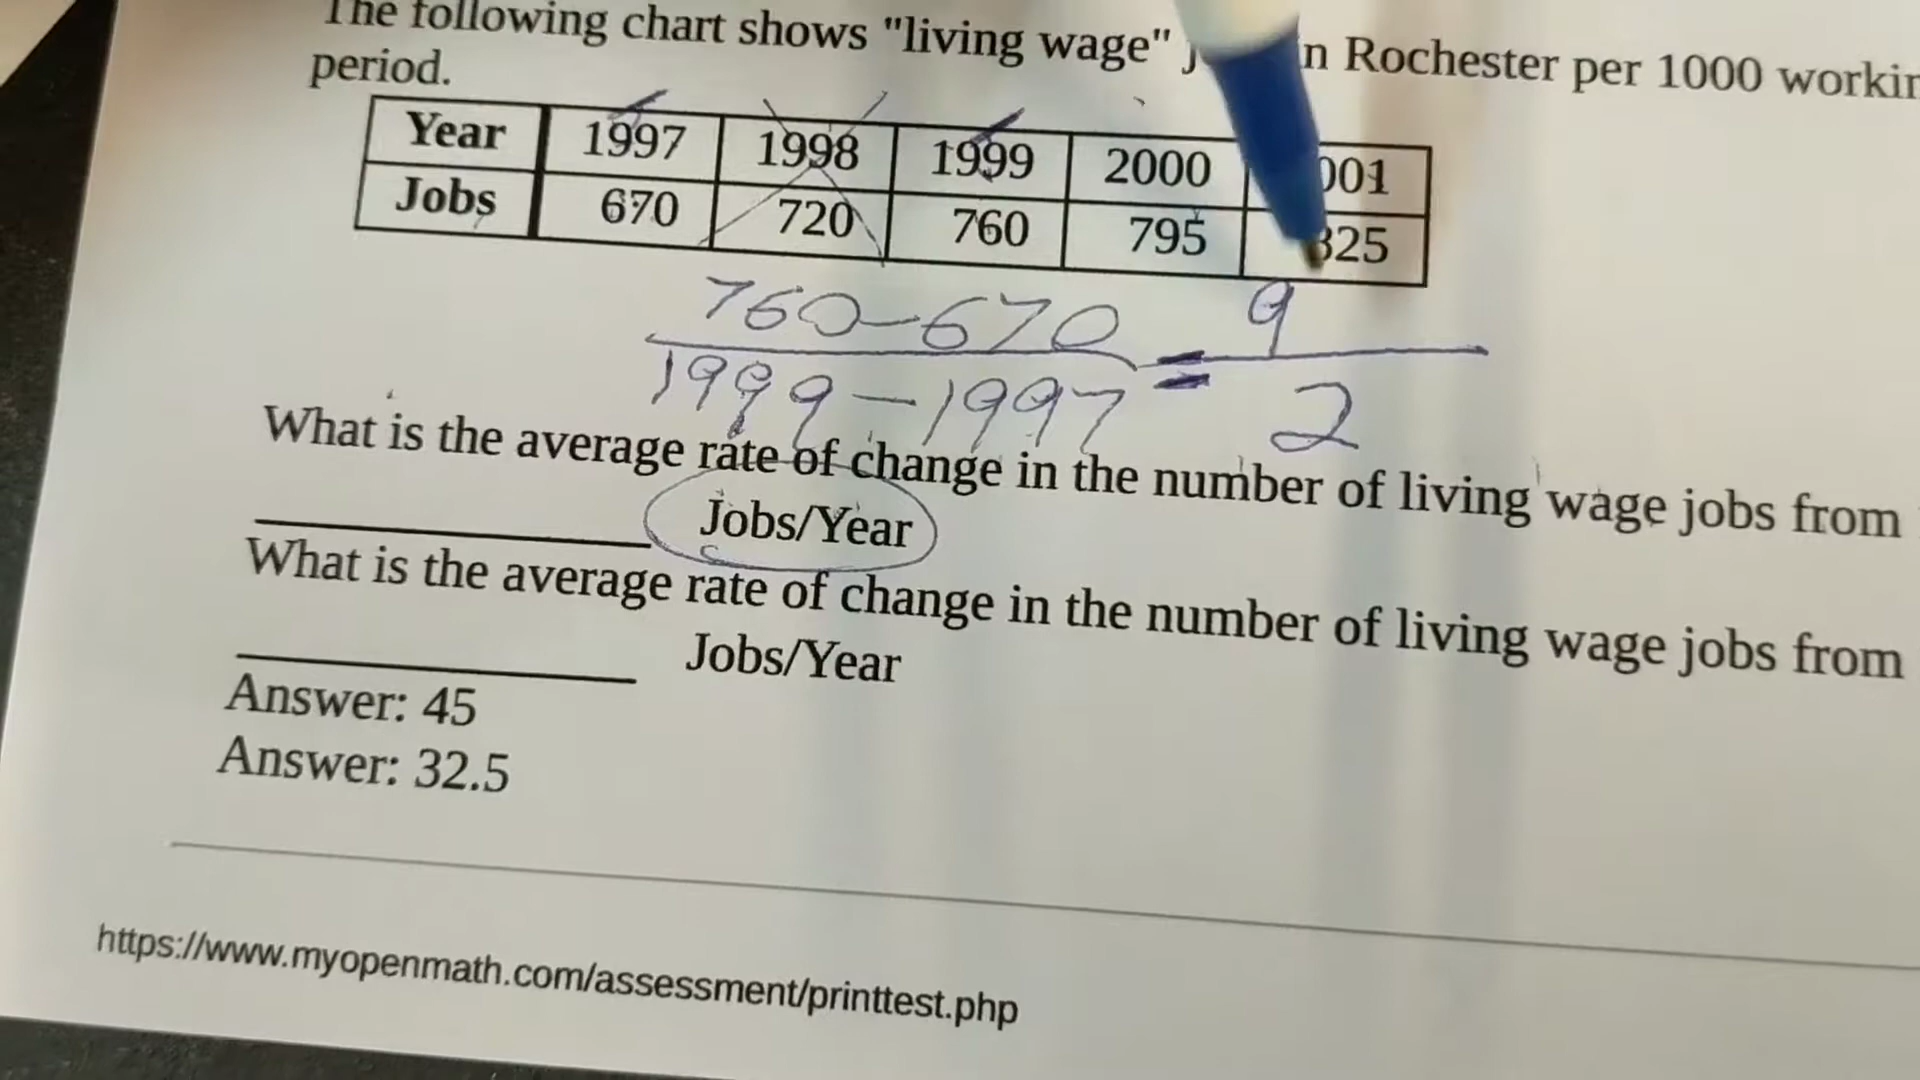 The following chart shows "living wage" in Rochester per 1000
period.
Year 1997 1998 1999 2000 001
Jobs 670 720 760 795 825
760-670 = 9
1999-1997 2
What is the average rate of change in the number of living wage jobs from
Jobs/Year
What is the average rate of change in the number of living wage jobs from
Jobs/Year
Answer: 45
Answer: 32.5
https://www.myopenmath.com/assessment/printtest.php